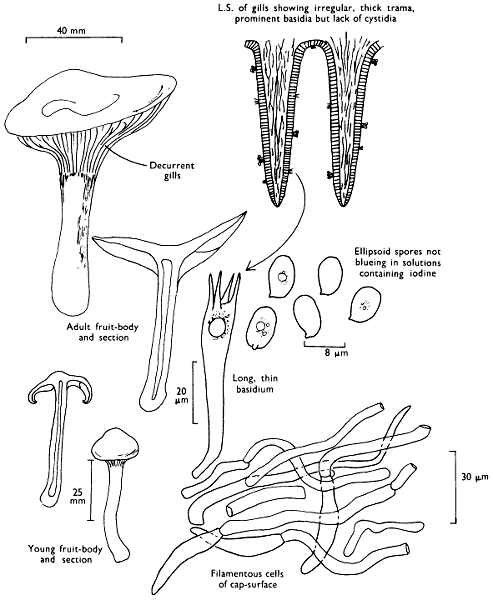 L.S. of gills showing irregular, thick trama,
prominent basidia but lack of cystidia
40 mm
Decurrent
gills
Ellipsoid spores not
blueing in solutions
containing iodine
Adult fruit-body
and section
8 μm
20
μm
Long, thin
basidium
25
mm
30 μm
Young fruit-body
and section
Filamentous cells
of cap-surface